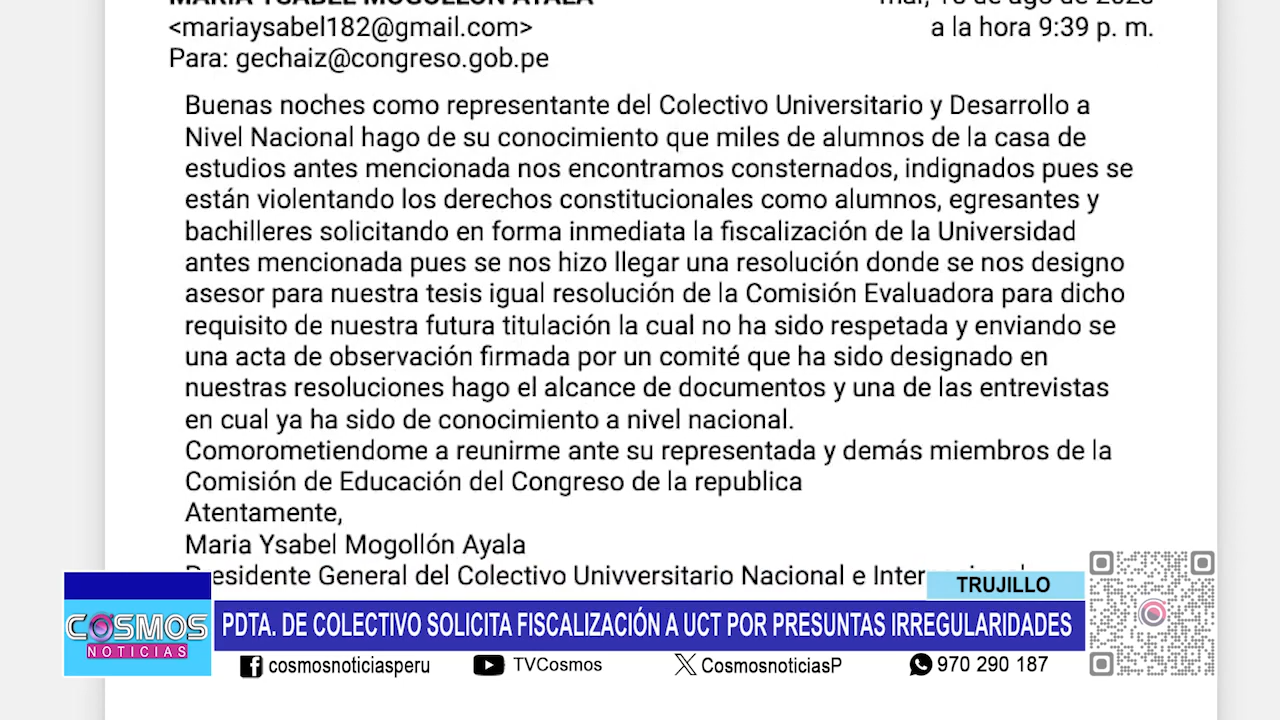 MARIA YSABEL MOGOLLÓN AYALA
<mariaysabel182@gmail.com>
a la hora 9:39 p. m.
Para: gechaiz@congreso.gob.pe
Buenas noches como representante del Colectivo Universitario y Desarrollo a
Nivel Nacional hago de su conocimiento que miles de alumnos de la casa de
estudios antes mencionada nos encontramos consternados, indignados pues se
están violentando los derechos constitucionales como alumnos, egresantes y
bachilleres solicitando en forma inmediata la fiscalización de la Universidad
antes mencionada pues se nos hizo llegar una resolución donde se nos designo
asesor para nuestra tesis igual resolución de la Comisión Evaluadora para dicho
requisito de nuestra futura titulación la cual no ha sido respetada y enviando se
una acta de observación firmada por un comité que ha sido designado en
nuestras resoluciones hago el alcance de documentos y una de las entrevistas
en cual ya ha sido de conocimiento a nivel nacional.
Comorometiendome a reunirme ante su representada y demás miembros de la
Comisión de Educación del Congreso de la republica
Atentamente,
Maria Ysabel Mogollón Ayala
Presidente General del Colectivo Univversitario Nacional e
TRUJILLO
COSMOS
NOTICIAS
PDTA. DE COLECTIVO SOLICITA FISCALIZACIÓN A UCT POR PRESUNTAS IRREGULARIDADES
cosmosnoticiasperu
TVCosmos
CosmosnoticiasP
970 290 187